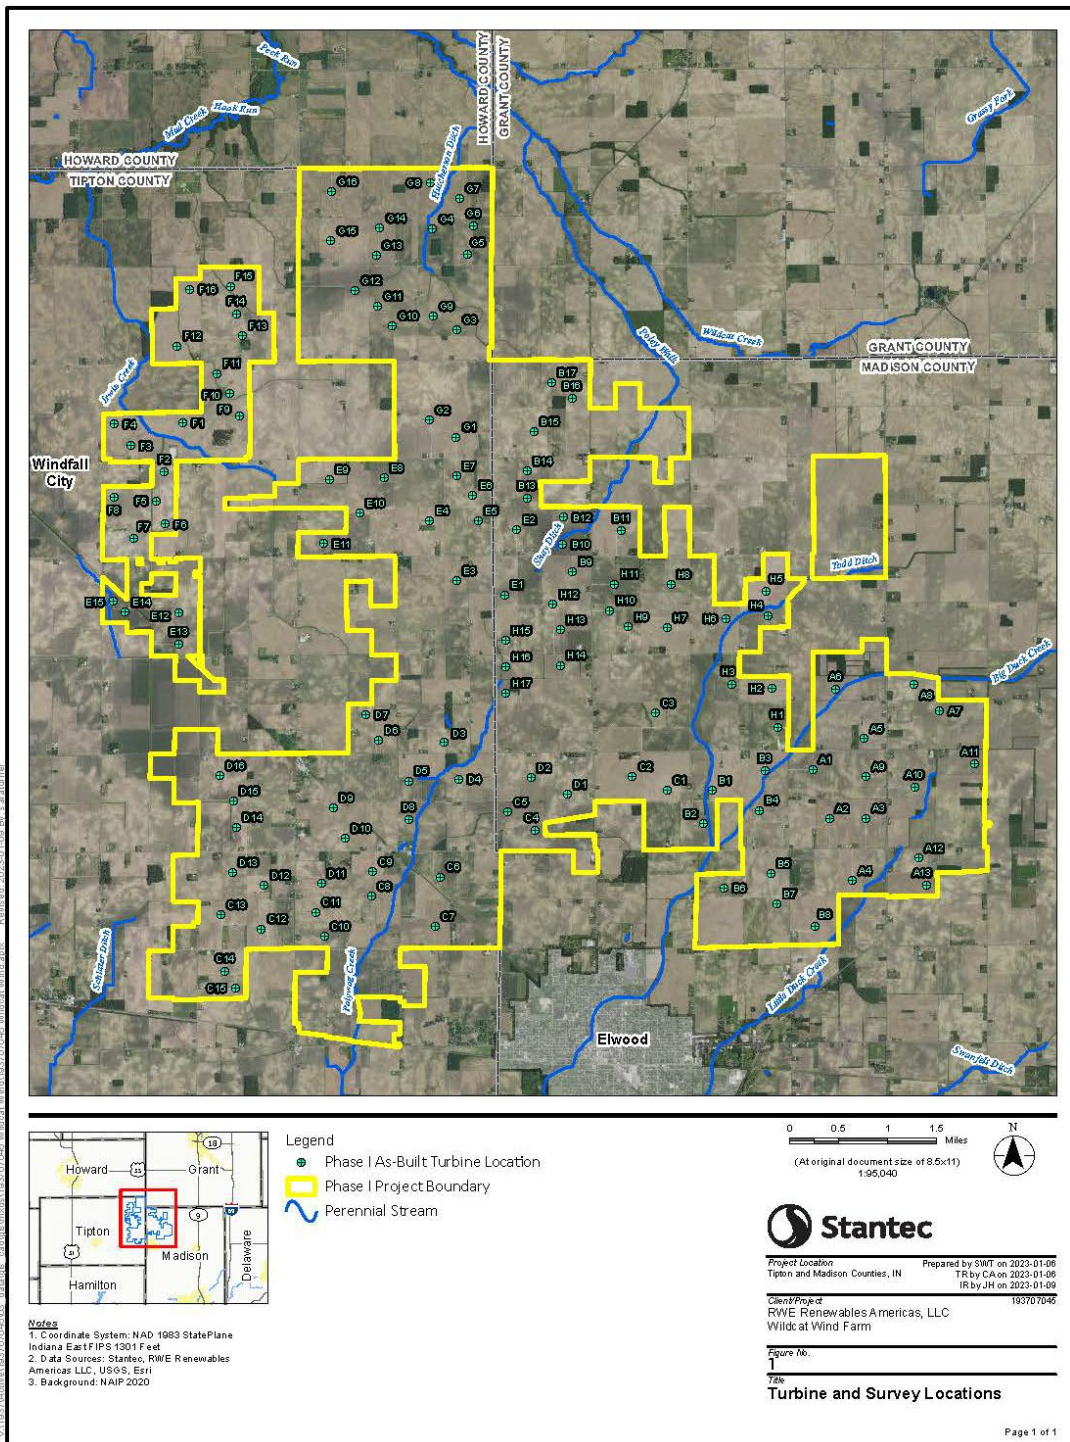 Peck Run
Mud Creek
Honk Run
HOWARD COUNTY
TIPTON COUNTY
HOWARD COUNTY
GRANT COUNTY
Hutcherson Ditch
Grassy Fork
G16
G8
G7
G14
G4
G6
G15
G13
G5
G12
G11
G9
G10
G3
F15
F16
F14
F13
F12
F11
F10
F9
Irwin Creek
Poley Walk
Wildcat Creek
GRANT COUNTY
MADISON COUNTY
B17
B16
G2
G1
B15
F4
F1
F3
F2
Windfall
City
E9
E8
E7
B14
E6
B13
F8
F5
E10
E4
E5
E2
B12
B11
F7
F6
E11
Shay Ditch
B10
B9
Todd Ditch
E3
E1
H11
H8
H5
E15
E14
E12
H12
H10
H9
H7
H6
H4
E13
H15
H13
H16
H14
H17
H3
H2
A6
A8
Big Duck Creek
A7
D7
C3
H1
D6
D3
A5
D16
D5
D4
D2
C2
C1
B1
B3
A1
A9
A11
A10
D15
D1
D9
D8
C5
C4
B2
B4
A2
A3
D14
D10
D13
D12
D11
C9
C6
B5
A12
C8
B6
A4
A13
C13
C11
B7
C12
C10
C7
B8
C14
C15
Schlater Ditch
Polywag Creek
Little Duck Creek
Elwood
Swanfelt Ditch
Howard
Grant
18
35
Tipton
9
69
31
Madison
Delaware
Hamilton
Legend
Phase I As-Built Turbine Location
Phase I Project Boundary
Perennial Stream
0 0.5 1 1.5
Miles
(At original document size of 8.5x11)
1:95,040
N
Stantec
Project Location
Tipton and Madison Counties, IN
Prepared by SWT on 2023-01-06
TR by CA on 2023-01-06
IR by JH on 2023-01-09
Client/Project 193707045
RWE Renewables Americas, LLC
Wildcat Wind Farm
Figure No.
1
Title
Turbine and Survey Locations
Notes
1. Coordinate System: NAD 1983 StatePlane
Indiana East FIPS 1301 Feet
2. Data Sources: Stantec, RWE Renewables
Americas LLC, USGS, Esri
3. Background: NAIP 2020
Page 1 of 1